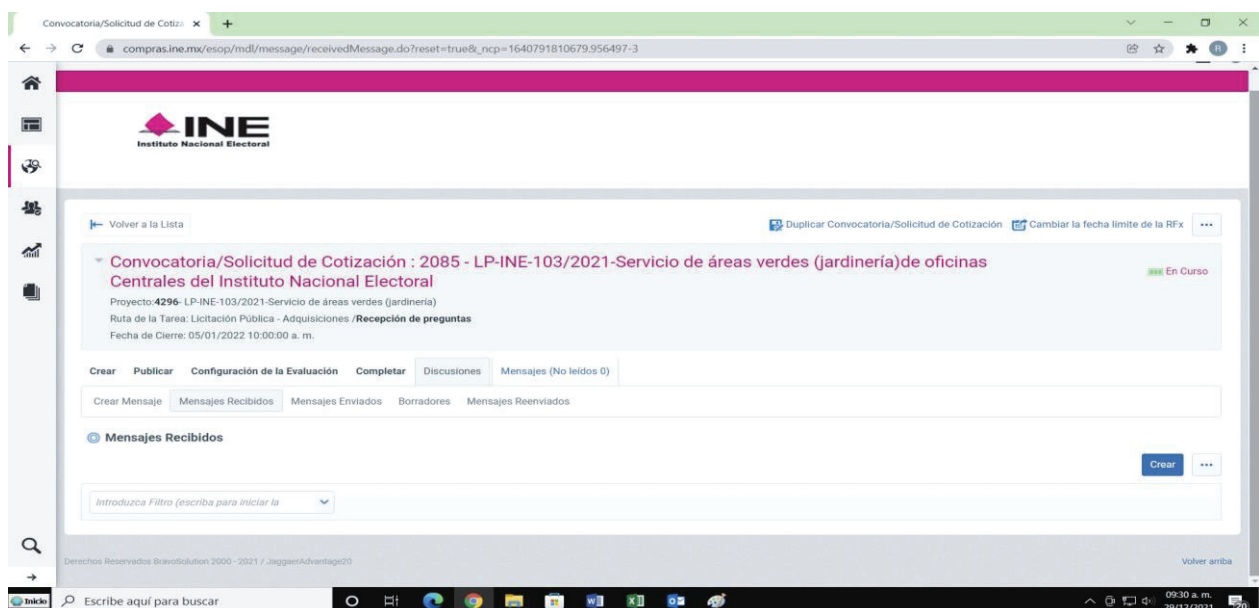 Convocatoria/Solicitud de Cotiza
compras.ine.mx/esop/mdl/message/receivedMessage.do?reset=true&_ncp=1640791810679.956497-3
R
INE
Instituto Nacional Electoral
Volver a la Lista
Duplicar Convocatoria/Solicitud de Cotización Cambiar la fecha límite de la RFx
Convocatoria/Solicitud de Cotización : 2085 - LP-INE-103/2021-Servicio de áreas verdes (jardinería)de oficinas
Centrales del Instituto Nacional Electoral
En Curso
Proyecto:4296- LP-INE-103/2021-Servicio de áreas verdes (jardinería)
Ruta de la Tarea: Licitación Pública - Adquisiciones /Recepción de preguntas
Fecha de Cierre: 05/01/2022 10:00:00 a. m.
Crear Publicar Configuración de la Evaluación Completar Discusiones Mensajes (No leídos 0)
Crear Mensaje Mensajes Recibidos Mensajes Enviados Borradores Mensajes Reenviados
Mensajes Recibidos
Crear
Introduzca Filtro (escriba para iniciar la
Derechos Reservados BravoSolution 2000 - 2021 / JaggaerAdvantage20
Volver arriba
Inicio Escribe aquí para buscar
09:30 a. m.
29/12/2021